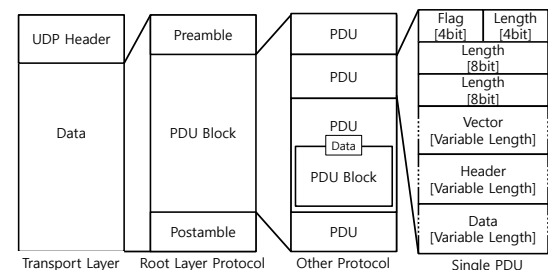 UDP Header
Data
Transport Layer
Preamble
PDU Block
Postamble
Root Layer Protocol
PDU
PDU
PDU
Data
PDU Block
PDU
Other Protocol
Flag
[4bit]
Length
[4bit]
Length
[8bit]
Length
[8bit]
Vector
[Variable Length]
Header
[Variable Length]
Data
[Variable Length]
Single PDU